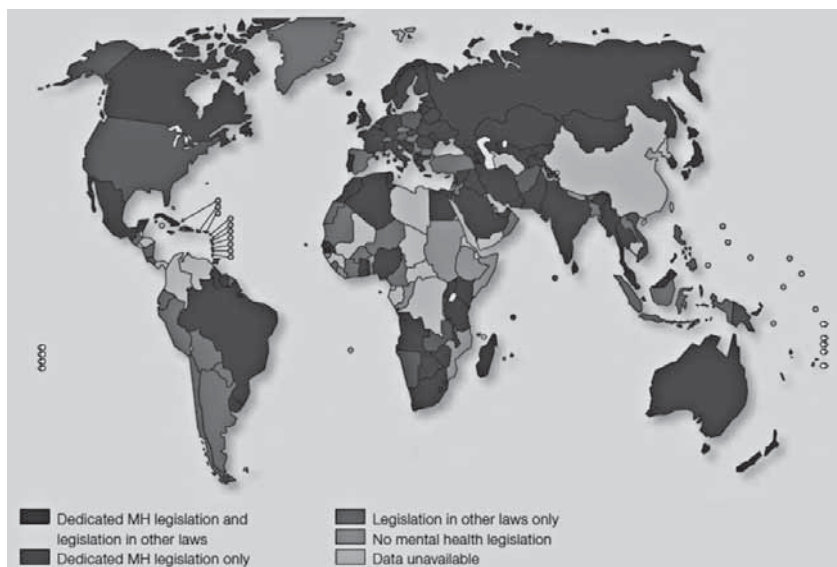 Dedicated MH legislation and
legislation in other laws
Dedicated MH legislation only
Legislation in other laws only
No mental health legislation
Data unavailable